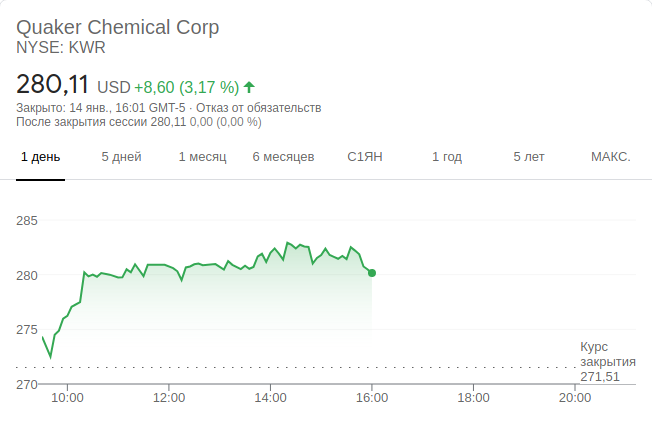 Quaker Chemical Corp
NYSE: KWR
280,11 USD +8,60 (3,17 %)
Закрыто: 14 янв., 16:01 GMT-5 · Отказ от обязательств
После закрытия сессии 280,11 0,00 (0,00 %)
1 день 5 дней 1 месяц 6 месяцев С1ЯН 1 год 5 лет МАКС.
285
280
275
Курс
закрытия
271,51
270
10:00 12:00 14:00 16:00 18:00 20:00